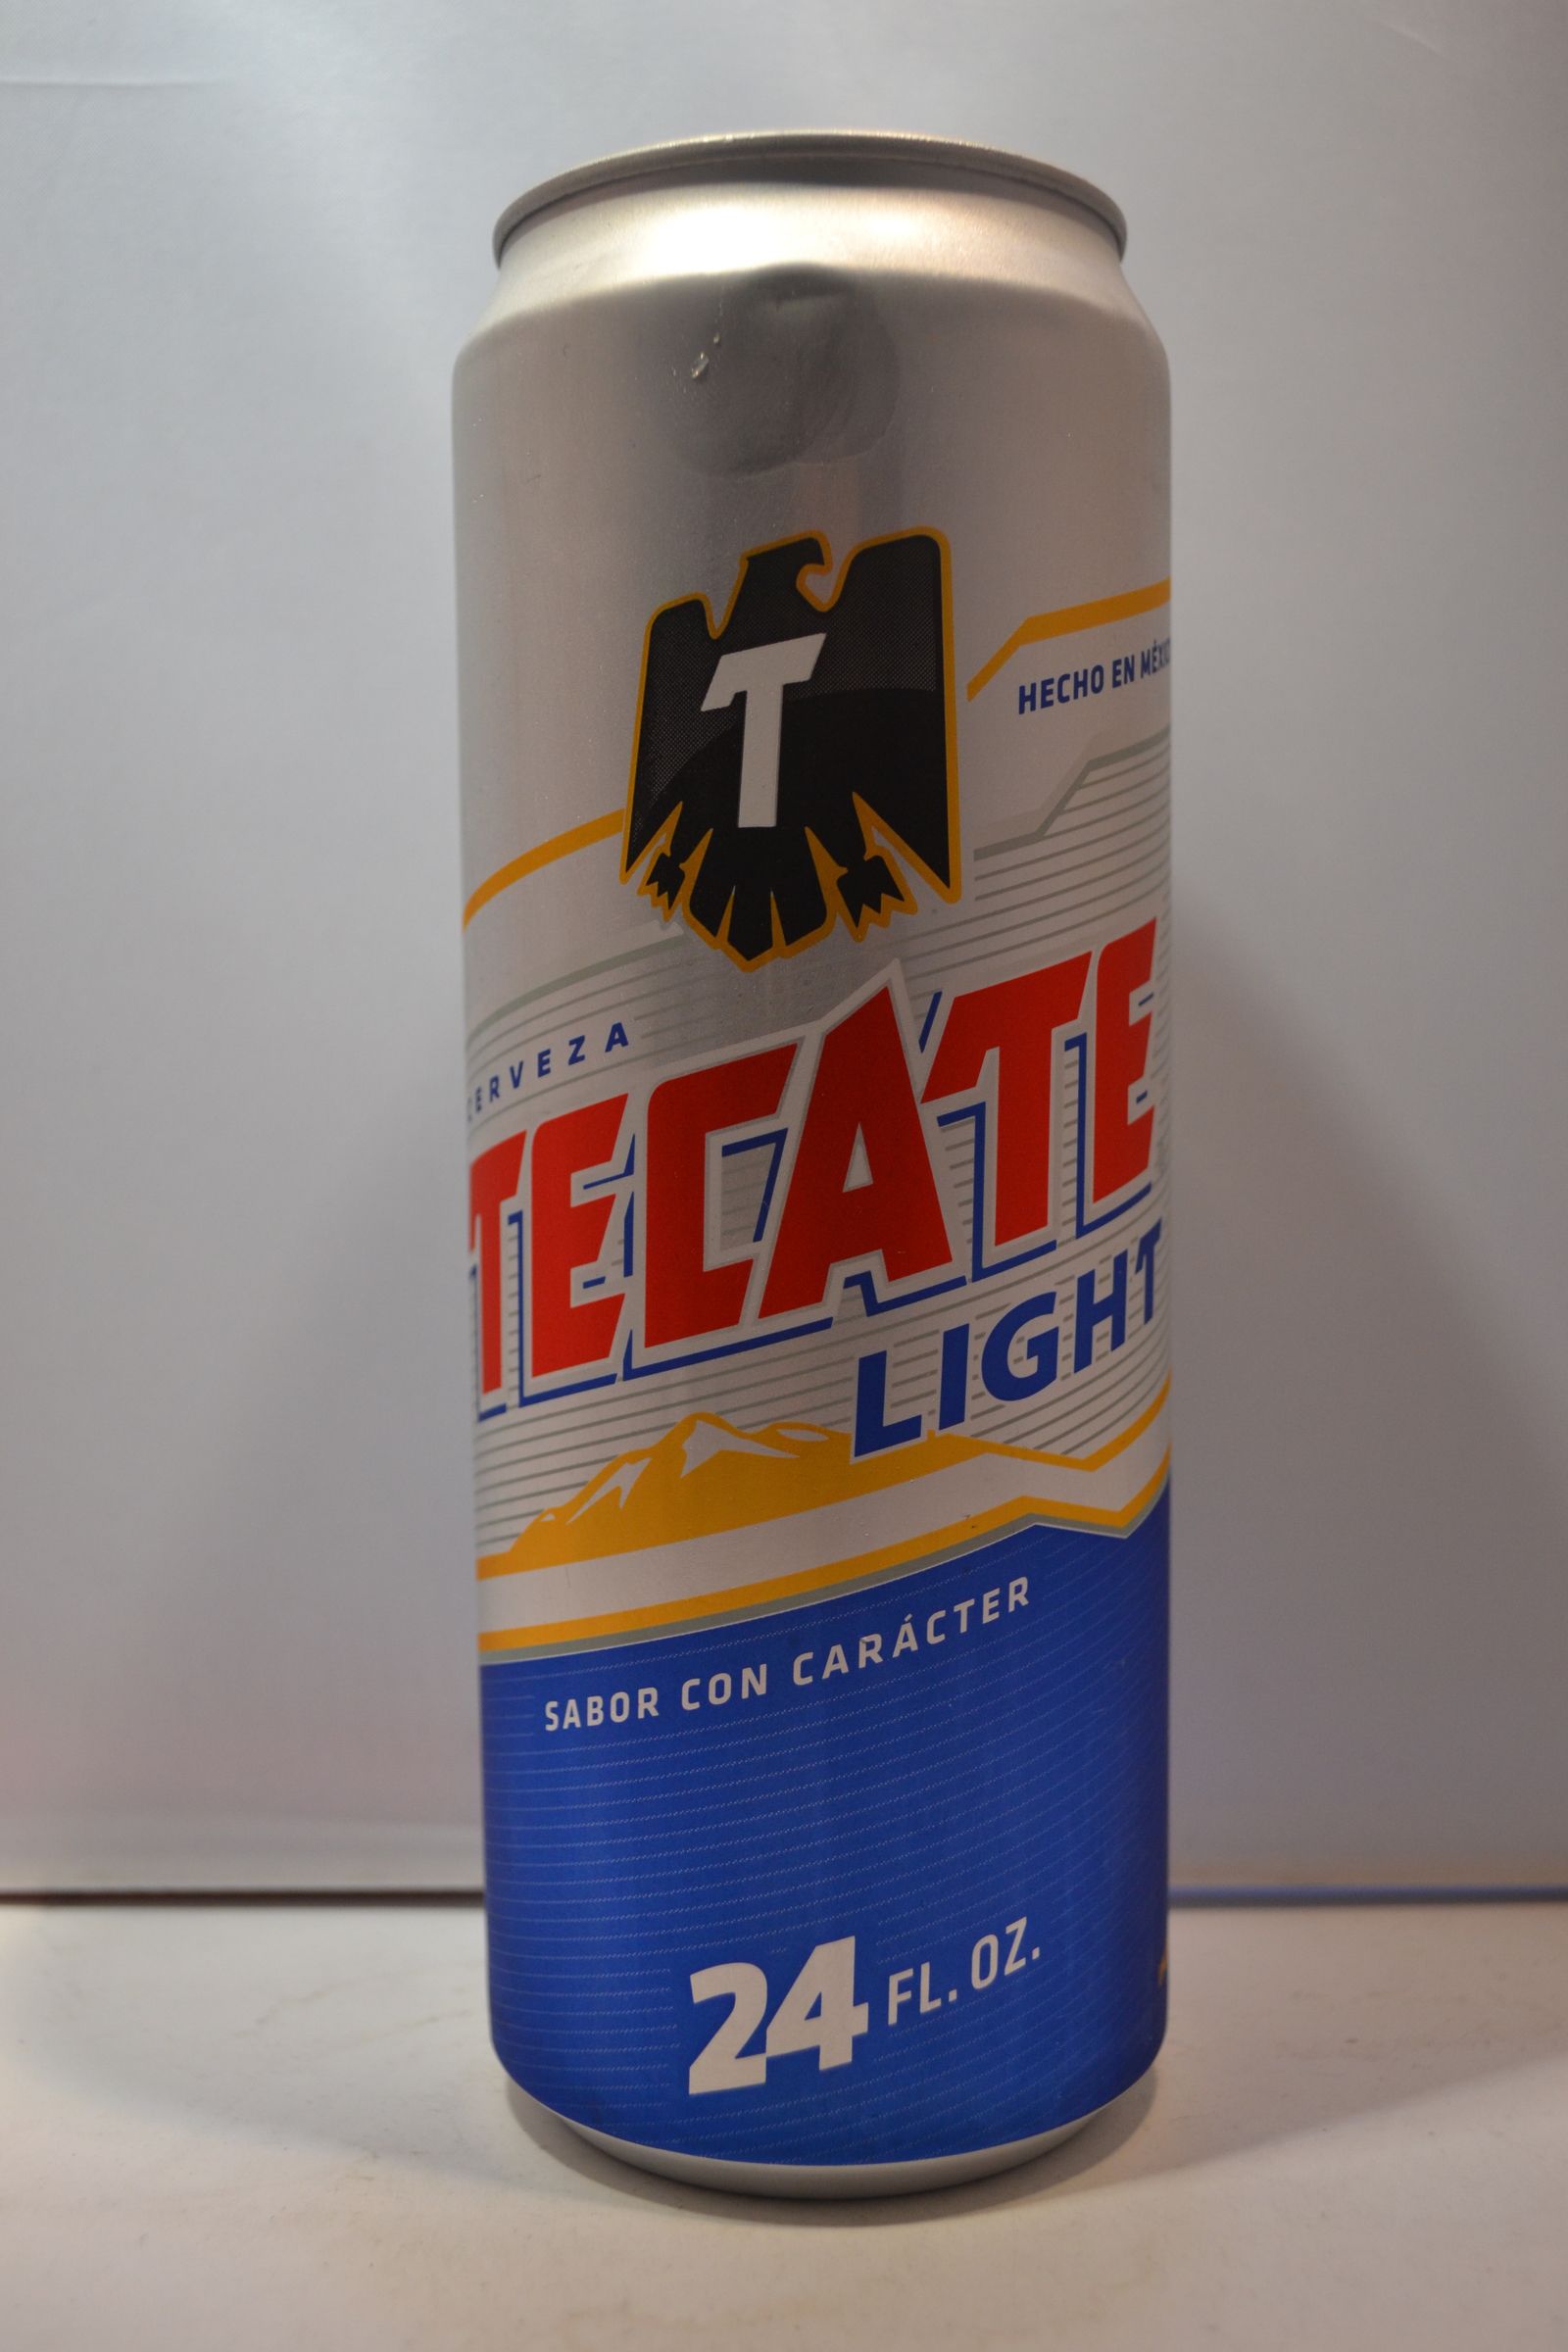 T
HECHO EN MÉXICO
CERVEZA
TECATE
LIGHT
SABOR CON CARÁCTER
24 FL. OZ.